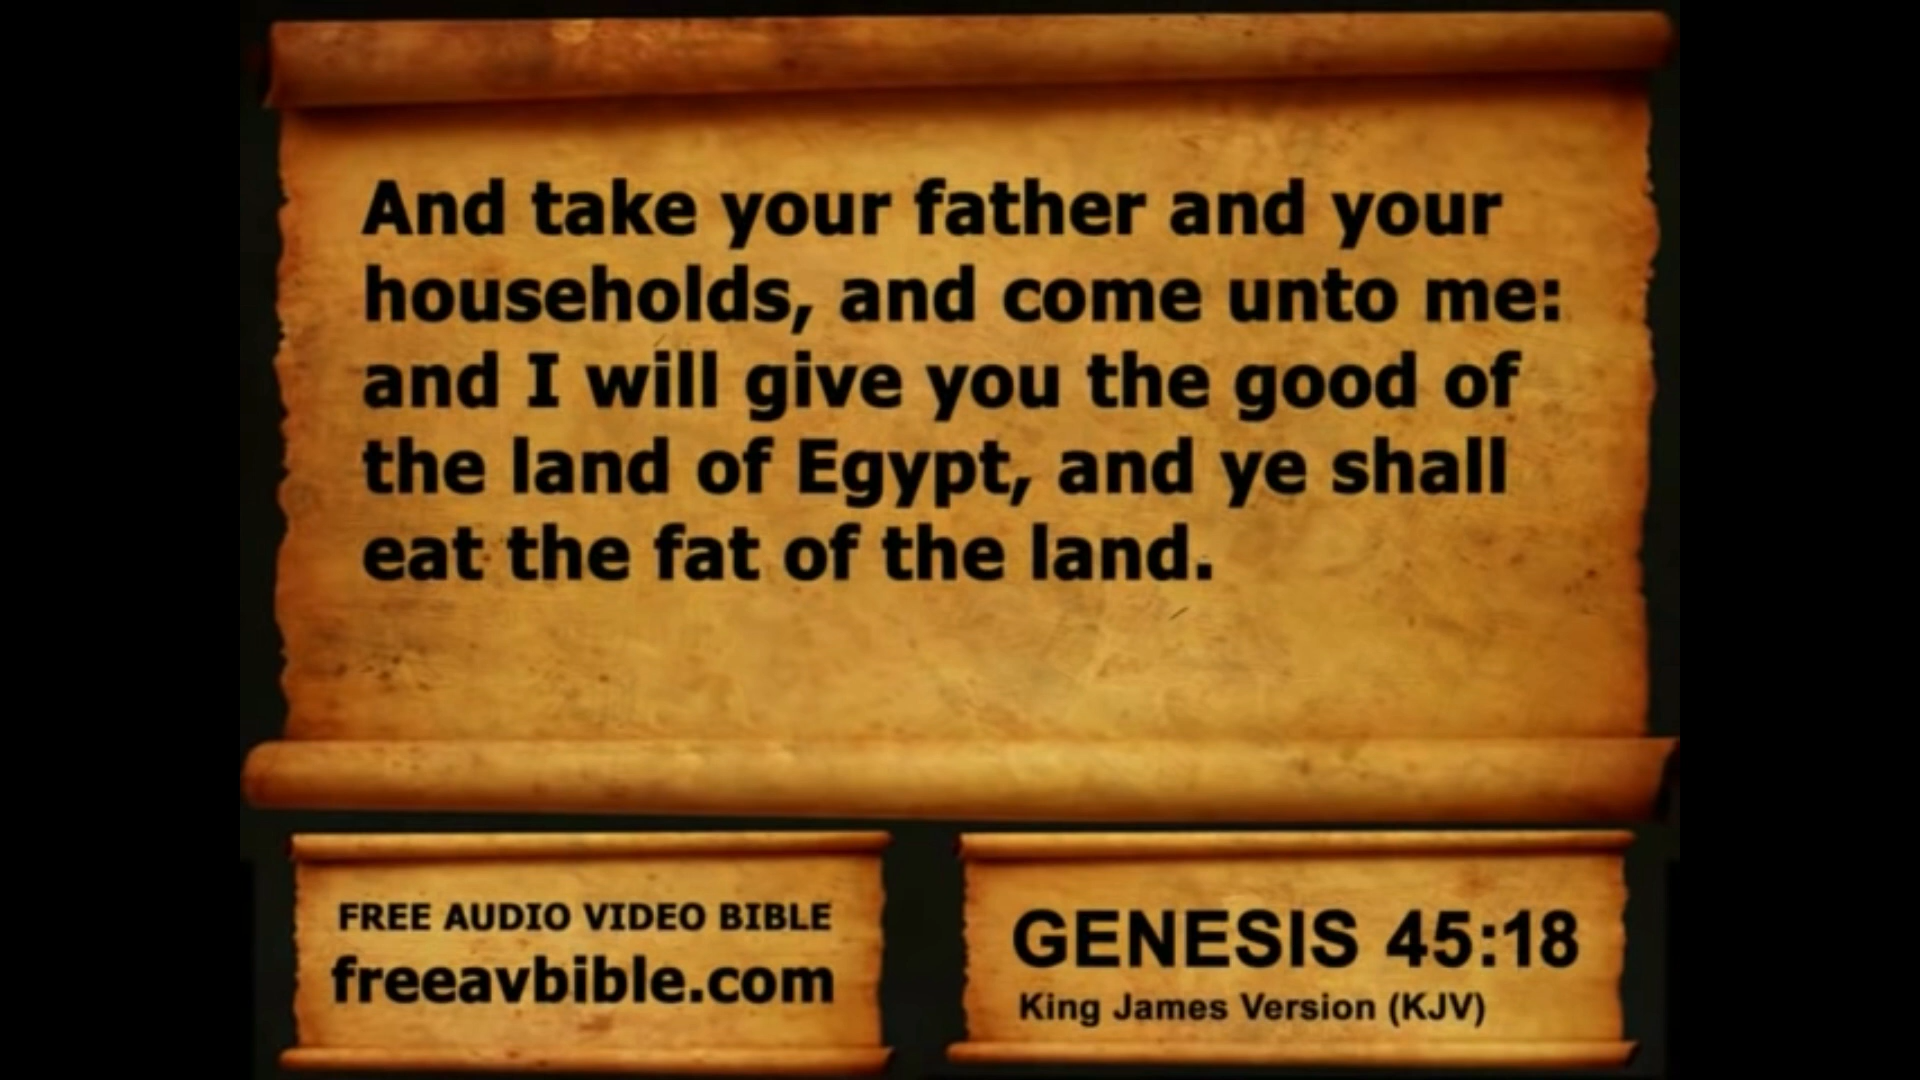 And take your father and your
households, and come unto me:
and I will give you the good of
the land of Egypt, and ye shall
eat the fat of the land.
FREE AUDIO VIDEO BIBLE
freeavbible.com
GENESIS 45:18
King James Version (KJV)